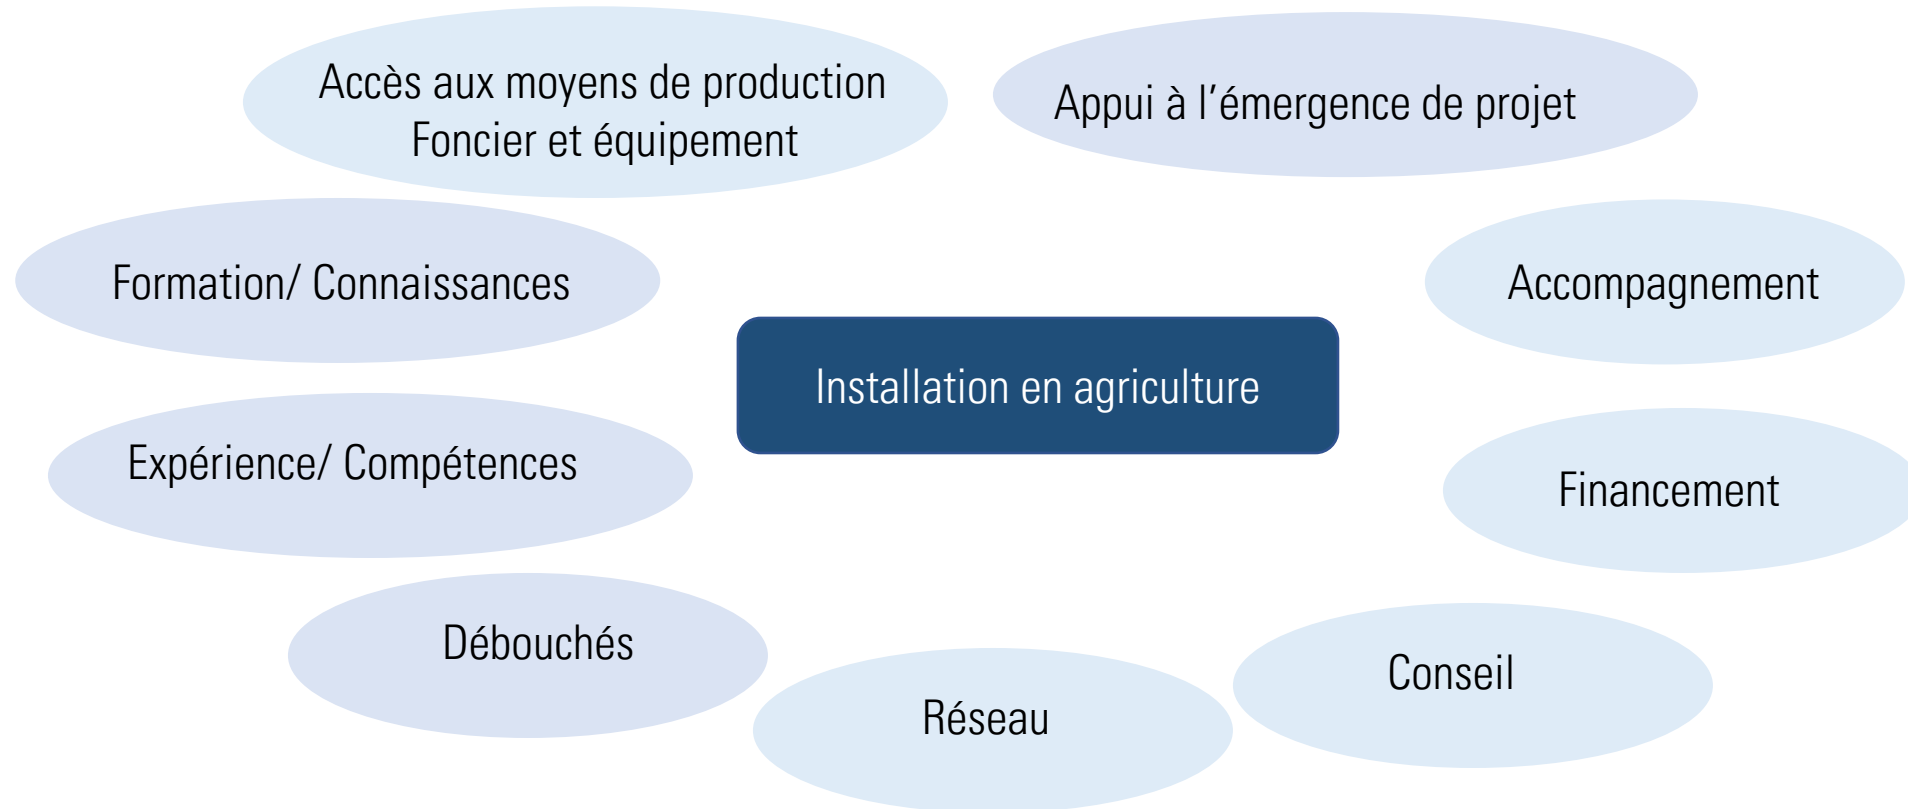 Accès aux moyens de production
Foncier et équipement
Appui à l’émergence de projet
Formation/ Connaissances
Accompagnement
Installation en agriculture
Expérience/ Compétences
Financement
Débouchés
Conseil
Réseau